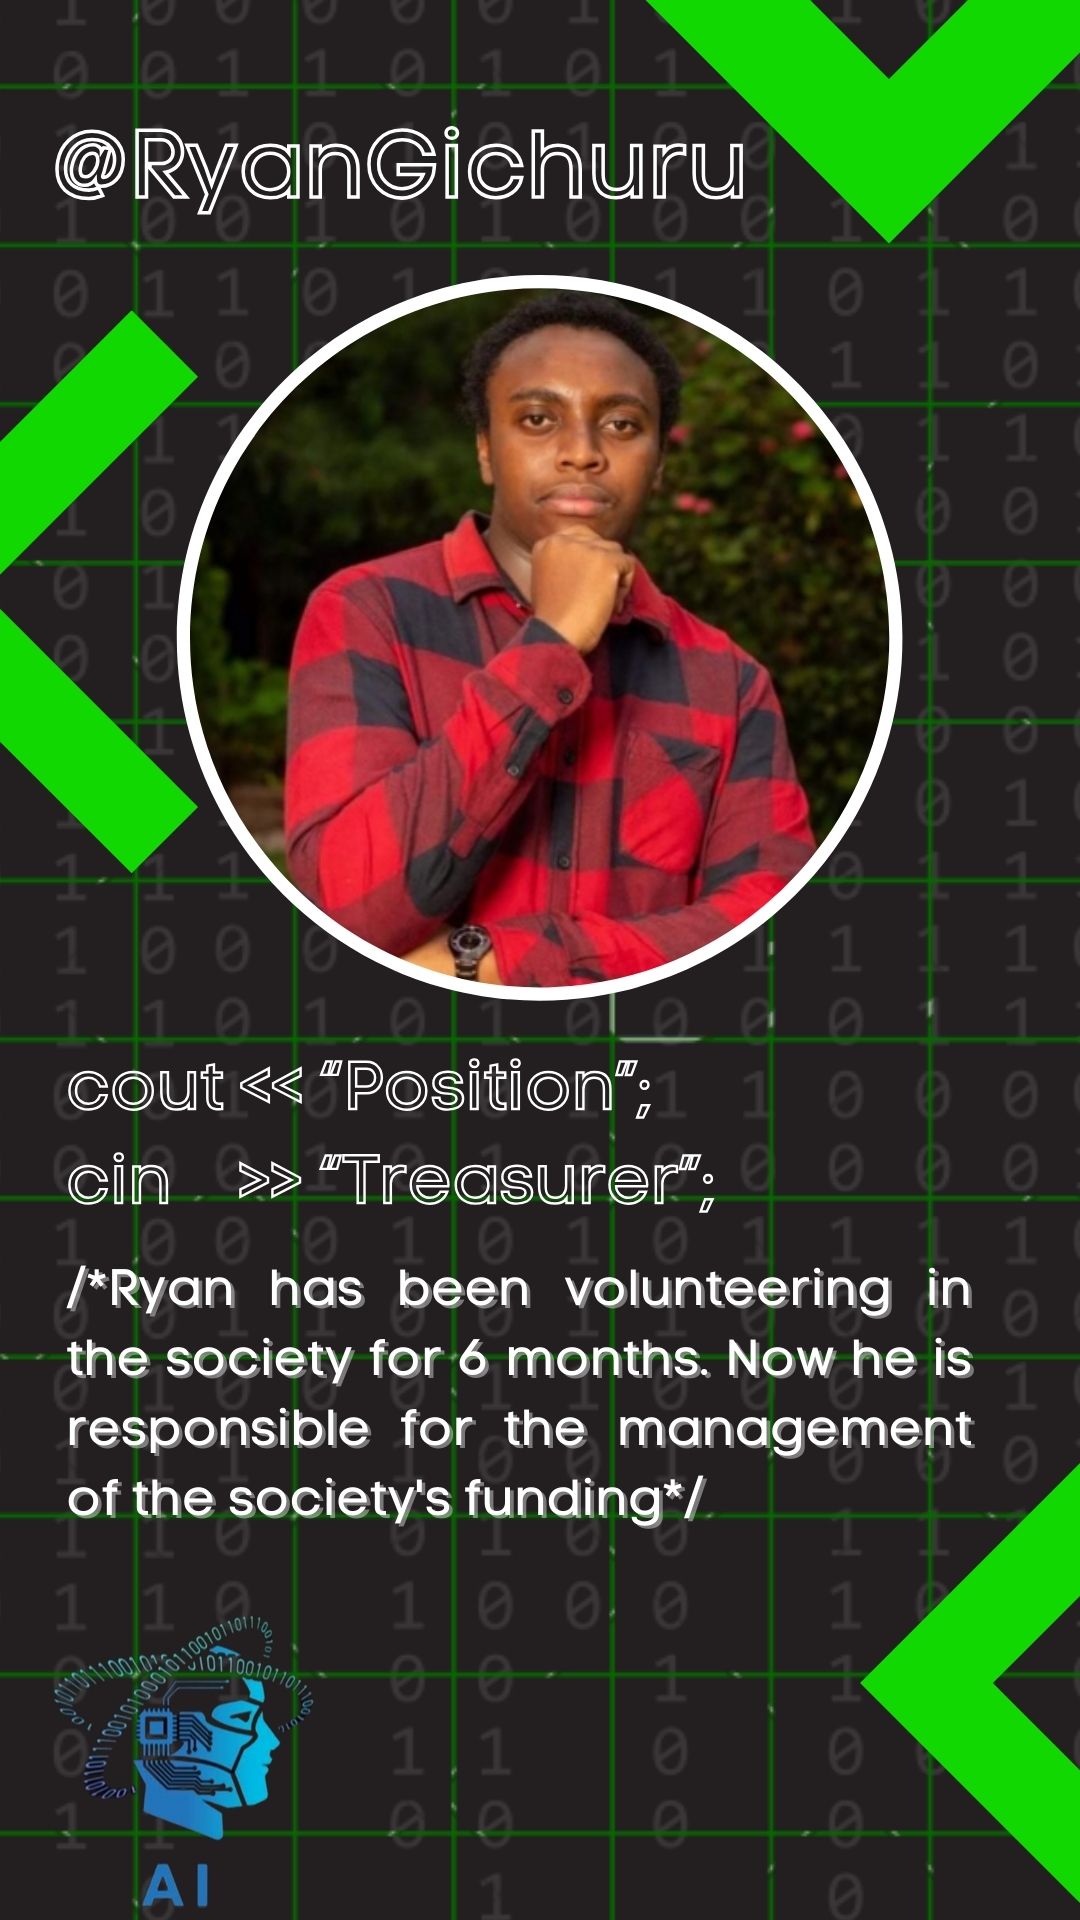 @RyanGichuru
cout << "Position";
cin >> "Treasurer";
/*Ryan has been volunteering in
the society for 6 months. Now he is
responsible for the management
of the society's funding*/
AI